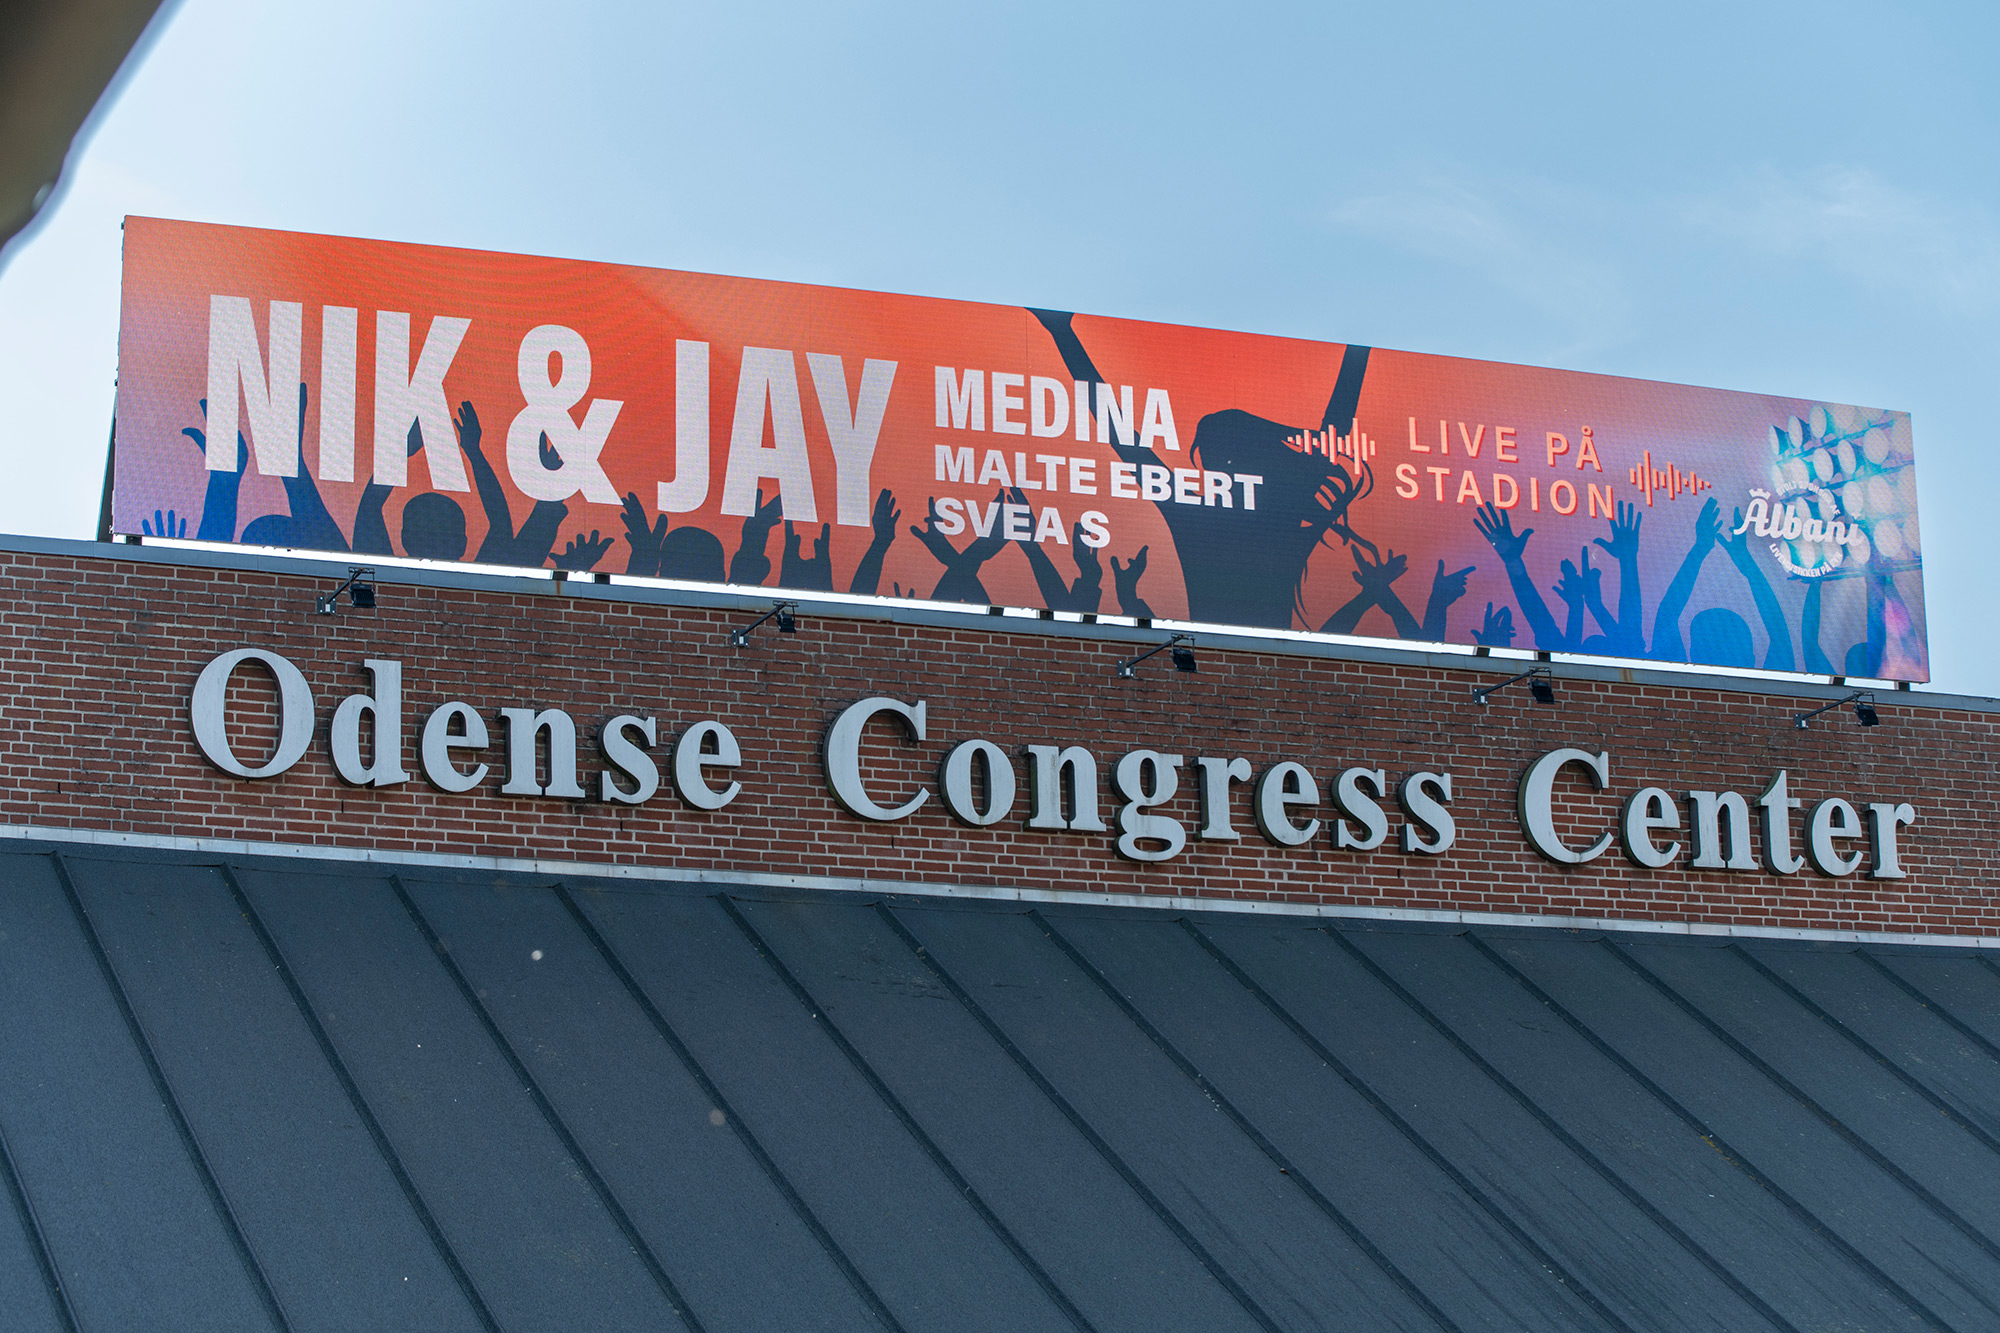 NIK & JAY
MEDINA
MALTE EBERT
SVEA S
LIVE PÅ
STADION
Albani
Odense Congress Center